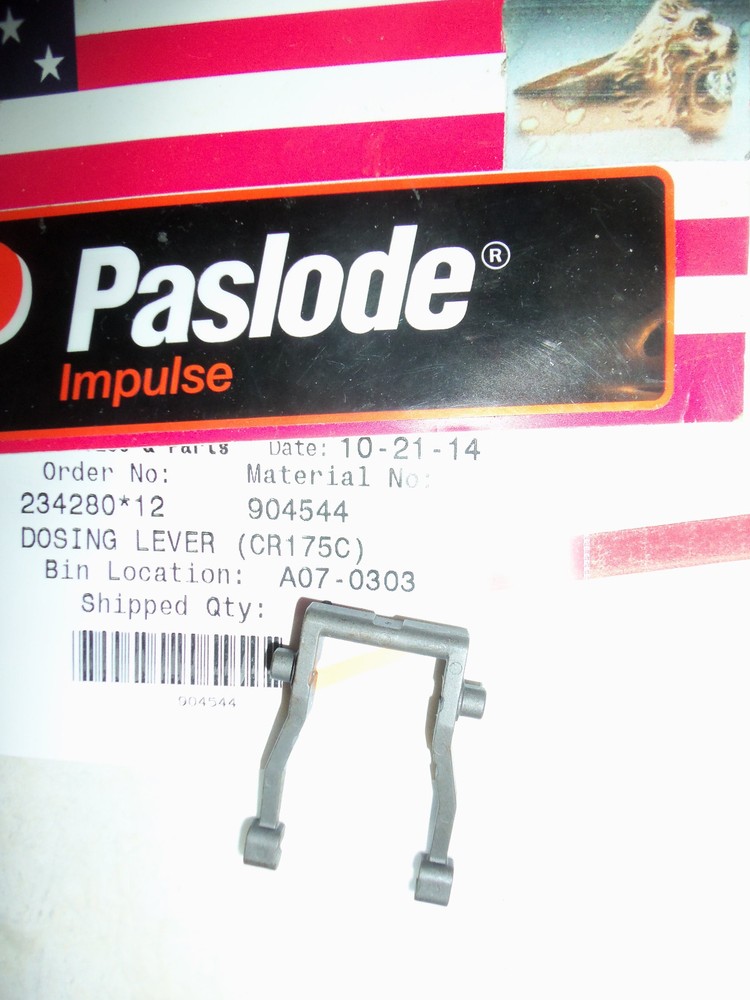 Paslode®
Impulse
& Parts Date: 10-21-14
Order No: Material No:
234280*12 904544
DOSING LEVER (CR175C)
Bin Location: A07-0303
Shipped Qty:
904544